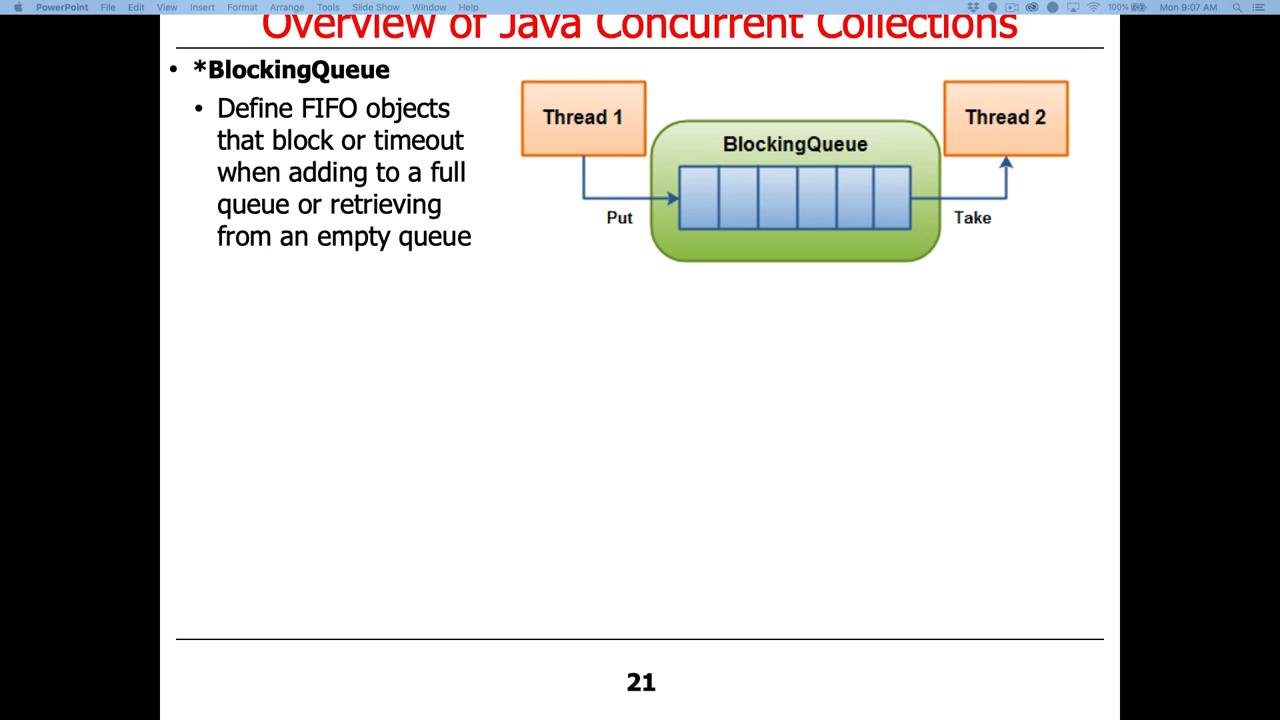 PowerPoint File Edit View Insert Format Arrange Tools Slide Show Window Help 100% Mon 9:07 AM
Overview of Java Concurrent Collections
• *BlockingQueue
• Define FIFO objects
that block or timeout
when adding to a full
queue or retrieving
from an empty queue
Thread 1
BlockingQueue
Thread 2
Put
Take
21